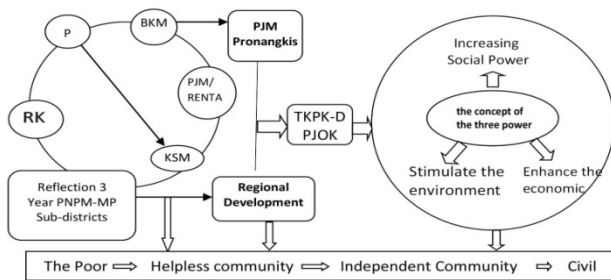 P
BKM
PJM/
RENTA
KSM
RK
Reflection 3
Year PNPM-MP
Sub-districts
PJM
Pronangkis
Regional
Development
TKPK-D
PJOK
Increasing
Social Power
the concept of
the three power
Stimulate the
environment
Enhance the
economic
The Poor Helpless community Independent Community Civil